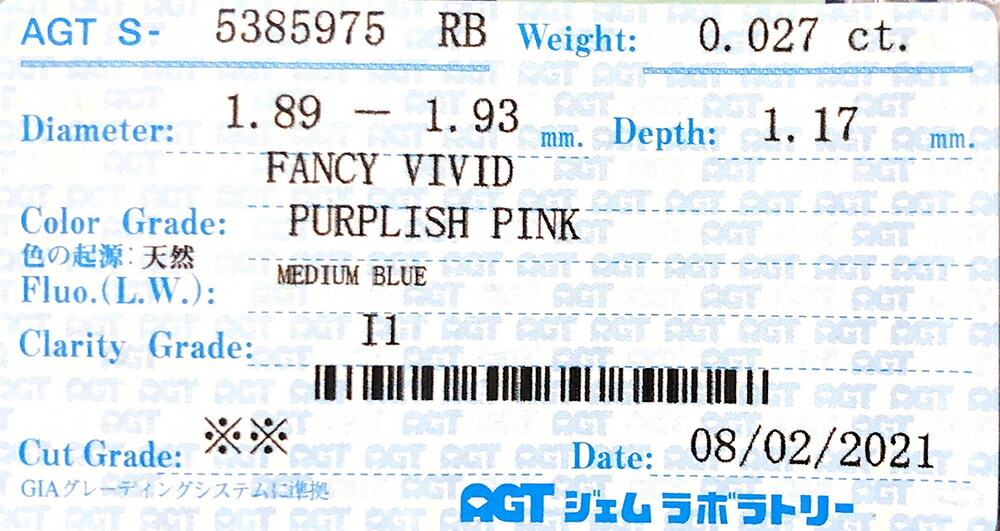 AGT S- 5385975 RB Weight: 0.027 ct.
Diameter: 1.89 － 1.93 mm. Depth: 1.17 mm.
FANCY VIVID
Color Grade: PURPLISH PINK
色の起源: 天然
Fluo.(L.W.): MEDIUM BLUE
Clarity Grade: I1
Cut Grade: ※※ Date: 08/02/2021
GIAグレーディングシステムに準拠
AGT ジェムラボラトリー